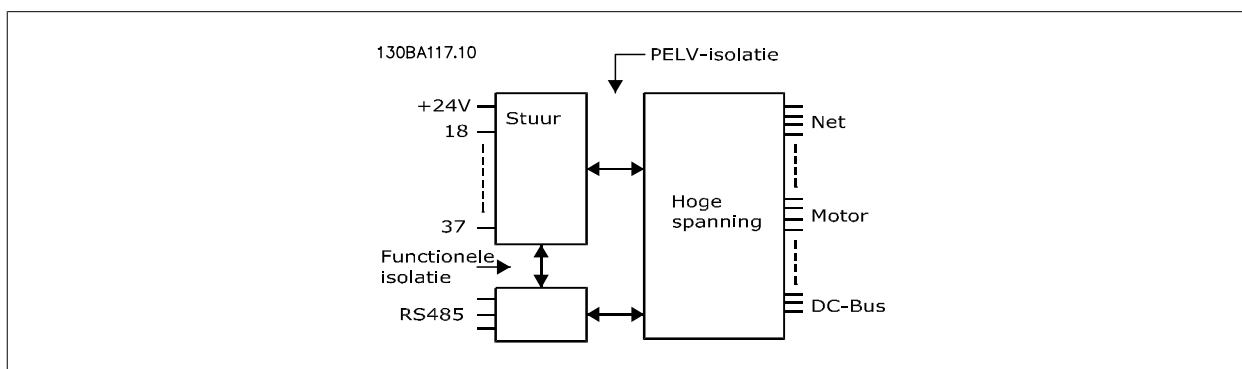 130BA117.10
PELV-isolatie
+24V
Stuur
18
Net
Hoge
spanning
37
Motor
Functionele
isolatie
RS485
DC-Bus